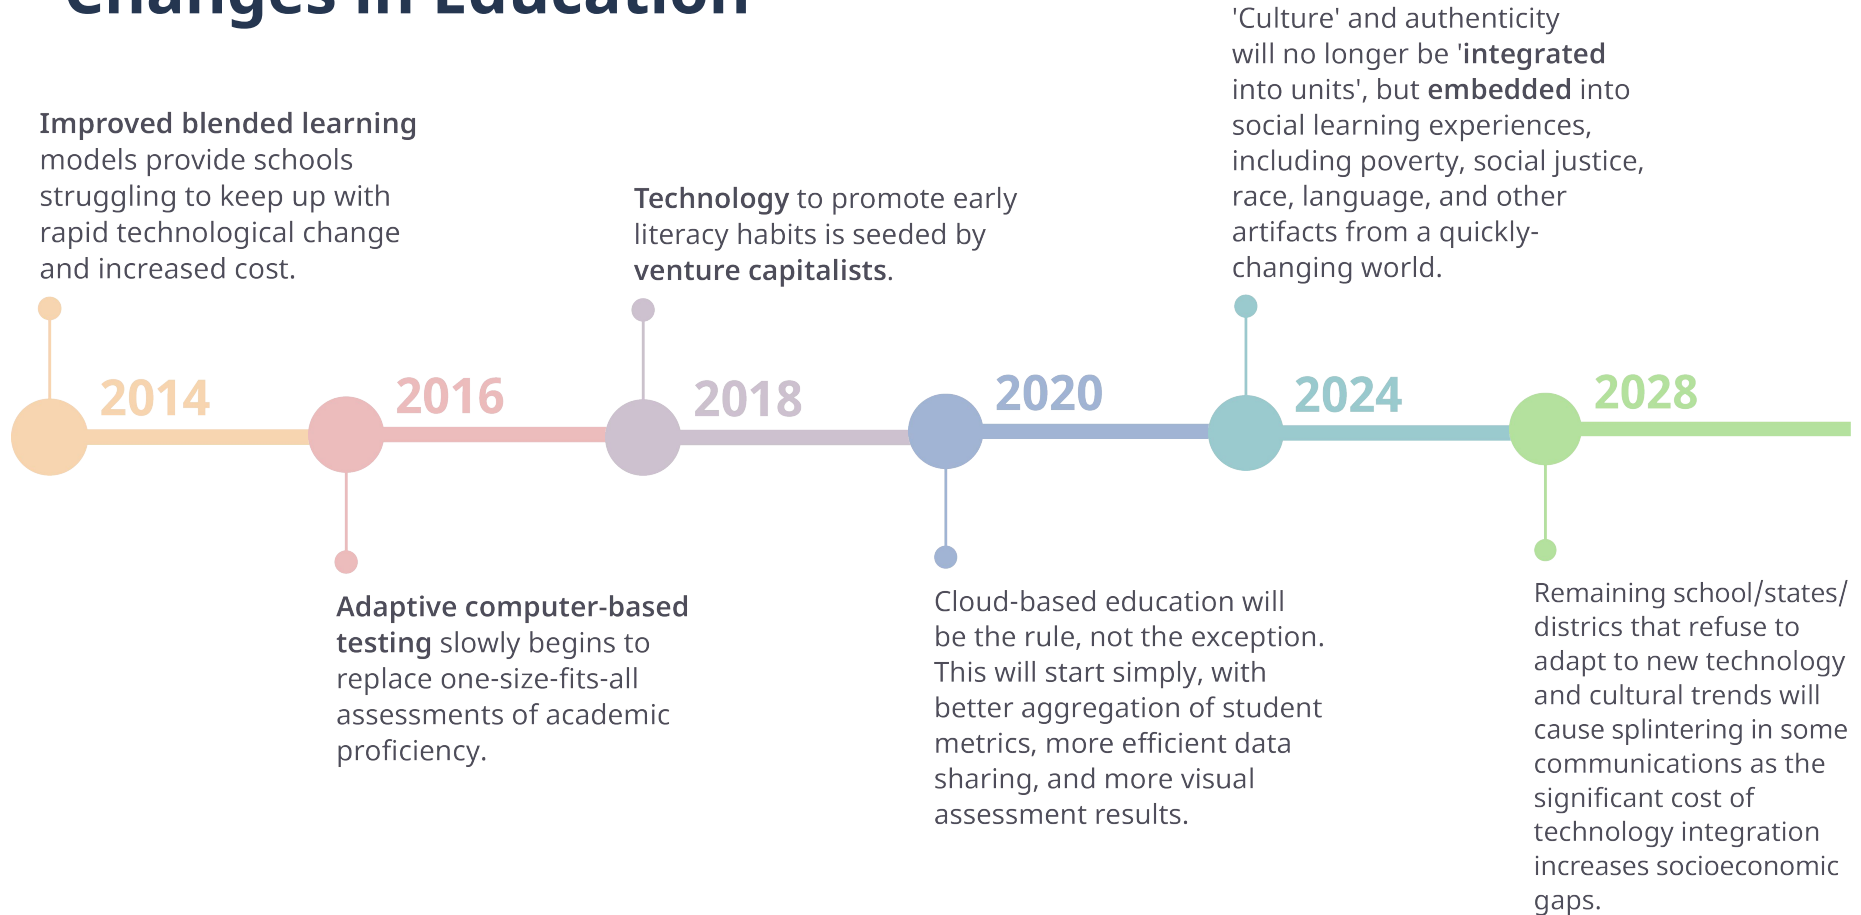 Changes in Education
Improved blended learning
models provide schools
struggling to keep up with
rapid technological change
and increased cost.
Technology to promote early
literacy habits is seeded by
venture capitalists.
'Culture' and authenticity
will no longer be 'integrated
into units', but embedded into
social learning experiences,
including poverty, social justice,
race, language, and other
artifacts from a quickly-
changing world.
2014
2016
2018
2020
2024
2028
Adaptive computer-based
testing slowly begins to
replace one-size-fits-all
assessments of academic
proficiency.
Cloud-based education will
be the rule, not the exception.
This will start simply, with
better aggregation of student
metrics, more efficient data
sharing, and more visual
assessment results.
Remaining school/states/
districs that refuse to
adapt to new technology
and cultural trends will
cause splintering in some
communications as the
significant cost of
technology integration
increases socioeconomic
gaps.